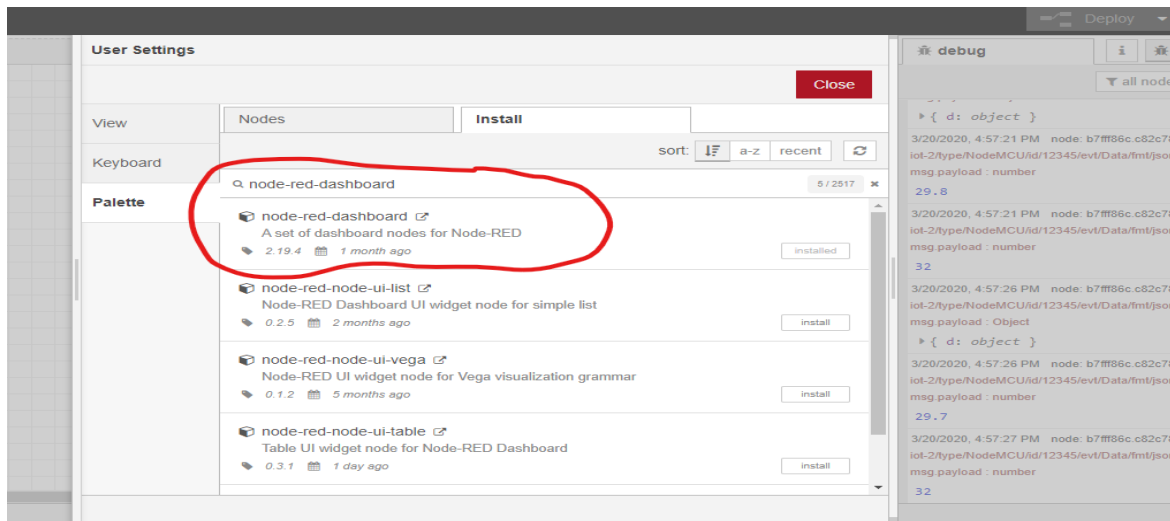 Deploy
User Settings
Close
View
Keyboard
Palette
Nodes
Install
sort:
a-z
recent
node-red-dashboard
5 / 2517
node-red-dashboard
A set of dashboard nodes for Node-RED
2.19.4 1 month ago
installed
node-red-node-ui-list
Node-RED Dashboard UI widget node for simple list
0.2.5 2 months ago
install
node-red-node-ui-vega
Node-RED UI widget node for Vega visualization grammar
0.1.2 5 months ago
install
node-red-node-ui-table
Table UI widget node for Node-RED Dashboard
0.3.1 1 day ago
install
debug
i
all node
{ d: object }
3/20/2020, 4:57:21 PM node: b7fff86c.c82c78
iot-2/type/NodeMCU/id/12345/evt/Data/fmt/json
msg.payload : number
29.8
3/20/2020, 4:57:21 PM node: b7fff86c.c82c78
iot-2/type/NodeMCU/id/12345/evt/Data/fmt/json
msg.payload : number
32
3/20/2020, 4:57:26 PM node: b7fff86c.c82c78
iot-2/type/NodeMCU/id/12345/evt/Data/fmt/json
msg.payload : Object
{ d: object }
3/20/2020, 4:57:26 PM node: b7fff86c.c82c78
iot-2/type/NodeMCU/id/12345/evt/Data/fmt/json
msg.payload : number
29.7
3/20/2020, 4:57:27 PM node: b7fff86c.c82c78
iot-2/type/NodeMCU/id/12345/evt/Data/fmt/json
msg.payload : number
32